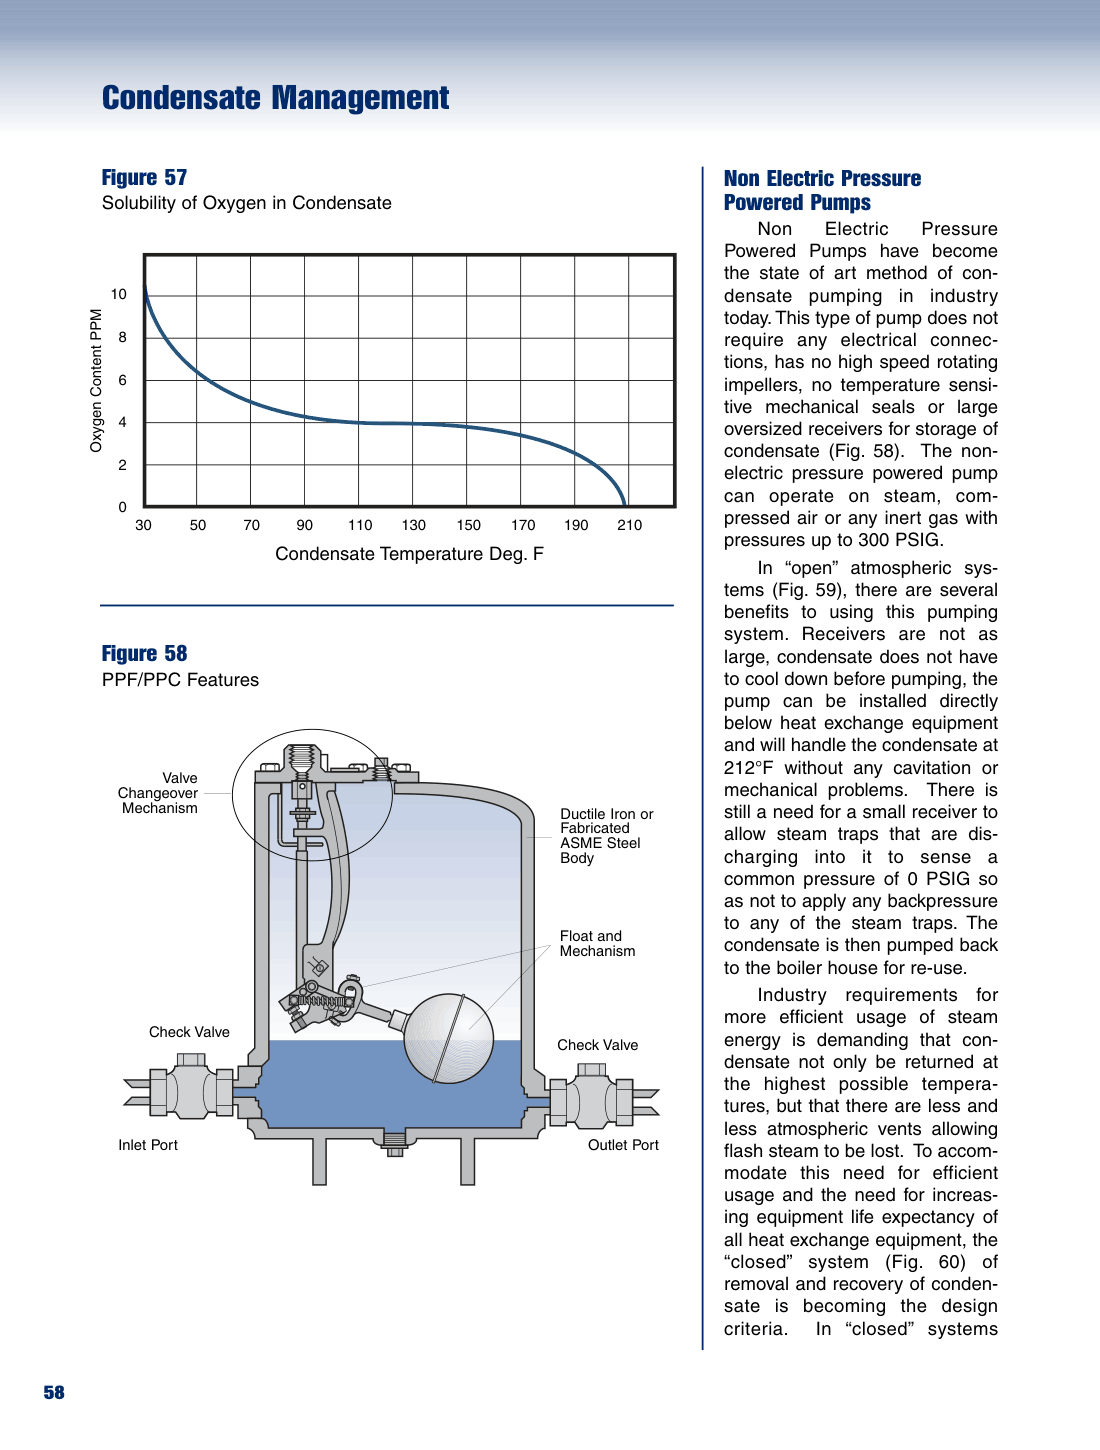 Condensate Management
Figure 57
Solubility of Oxygen in Condensate
Oxygen Content PPM
10
8
6
4
2
0
30 50 70 90 110 130 150 170 190 210
Condensate Temperature Deg. F
Figure 58
PPF/PPC Features
Valve
Changeover
Mechanism
Ductile Iron or
Fabricated
ASME Steel
Body
Float and
Mechanism
Check Valve
Check Valve
Inlet Port
Outlet Port
Non Electric Pressure
Powered Pumps
Non Electric Pressure
Powered Pumps have become
the state of art method of con-
densate pumping in industry
today. This type of pump does not
require any electrical connec-
tions, has no high speed rotating
impellers, no temperature sensi-
tive mechanical seals or large
oversized receivers for storage of
condensate (Fig. 58). The non-
electric pressure powered pump
can operate on steam, com-
pressed air or any inert gas with
pressures up to 300 PSIG.
In “open” atmospheric sys-
tems (Fig. 59), there are several
benefits to using this pumping
system. Receivers are not as
large, condensate does not have
to cool down before pumping, the
pump can be installed directly
below heat exchange equipment
and will handle the condensate at
212°F without any cavitation or
mechanical problems. There is
still a need for a small receiver to
allow steam traps that are dis-
charging into it to sense a
common pressure of 0 PSIG so
as not to apply any backpressure
to any of the steam traps. The
condensate is then pumped back
to the boiler house for re-use.
Industry requirements for
more efficient usage of steam
energy is demanding that con-
densate not only be returned at
the highest possible tempera-
tures, but that there are less and
less atmospheric vents allowing
flash steam to be lost. To accom-
modate this need for efficient
usage and the need for increas-
ing equipment life expectancy of
all heat exchange equipment, the
“closed” system (Fig. 60) of
removal and recovery of conden-
sate is becoming the design
criteria. In “closed” systems
58